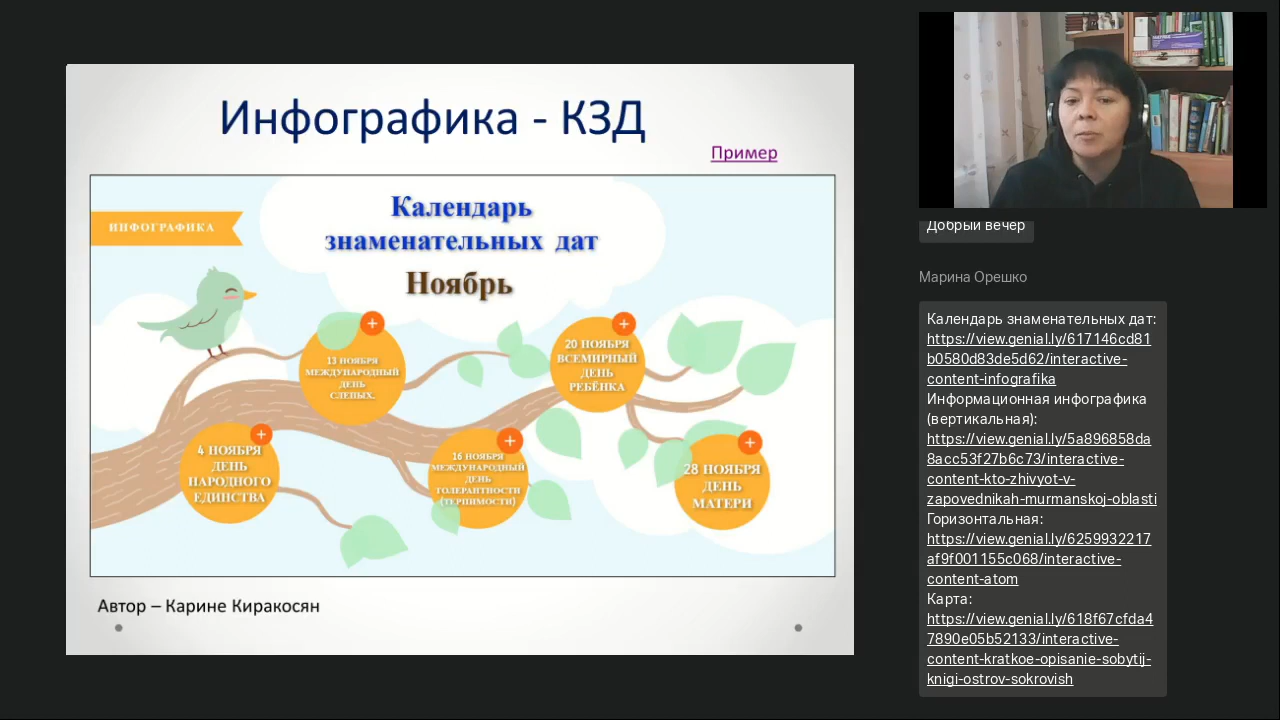 Инфографика - КЗД
Пример
ИНФОГРАФИКА
Календарь
знаменательных дат
Ноябрь
13 НОЯБРЯ
МЕЖДУНАРОДНЫЙ
ДЕНЬ
СЛЕПЫХ.
20 НОЯБРЯ
ВСЕМИРНЫЙ
ДЕНЬ
РЕБЁНКА
4 НОЯБРЯ
ДЕНЬ
НАРОДНОГО
ЕДИНСТВА
16 НОЯБРЯ
МЕЖДУНАРОДНЫЙ
ДЕНЬ
ТОЛЕРАНТНОСТИ
(ТЕРПИМОСТИ)
28 НОЯБРЯ
ДЕНЬ
МАТЕРИ
Автор – Карине Киракосян
Добрый вечер
Марина Орешко
Календарь знаменательных дат:
https://view.genial.ly/617146cd81
b0580d83de5d62/interactive-
content-infografika
Информационная инфографика
(вертикальная):
https://view.genial.ly/5a896858da
8acc53f27b6c73/interactive-
content-kto-zhivyot-v-
zapovednikah-murmanskoj-oblasti
Горизонтальная:
https://view.genial.ly/6259932217
af9f001155c068/interactive-
content-atom
Карта:
https://view.genial.ly/618f67cfda4
7890e05b52133/interactive-
content-kratkoe-opisanie-sobytij-
knigi-ostrov-sokrovish